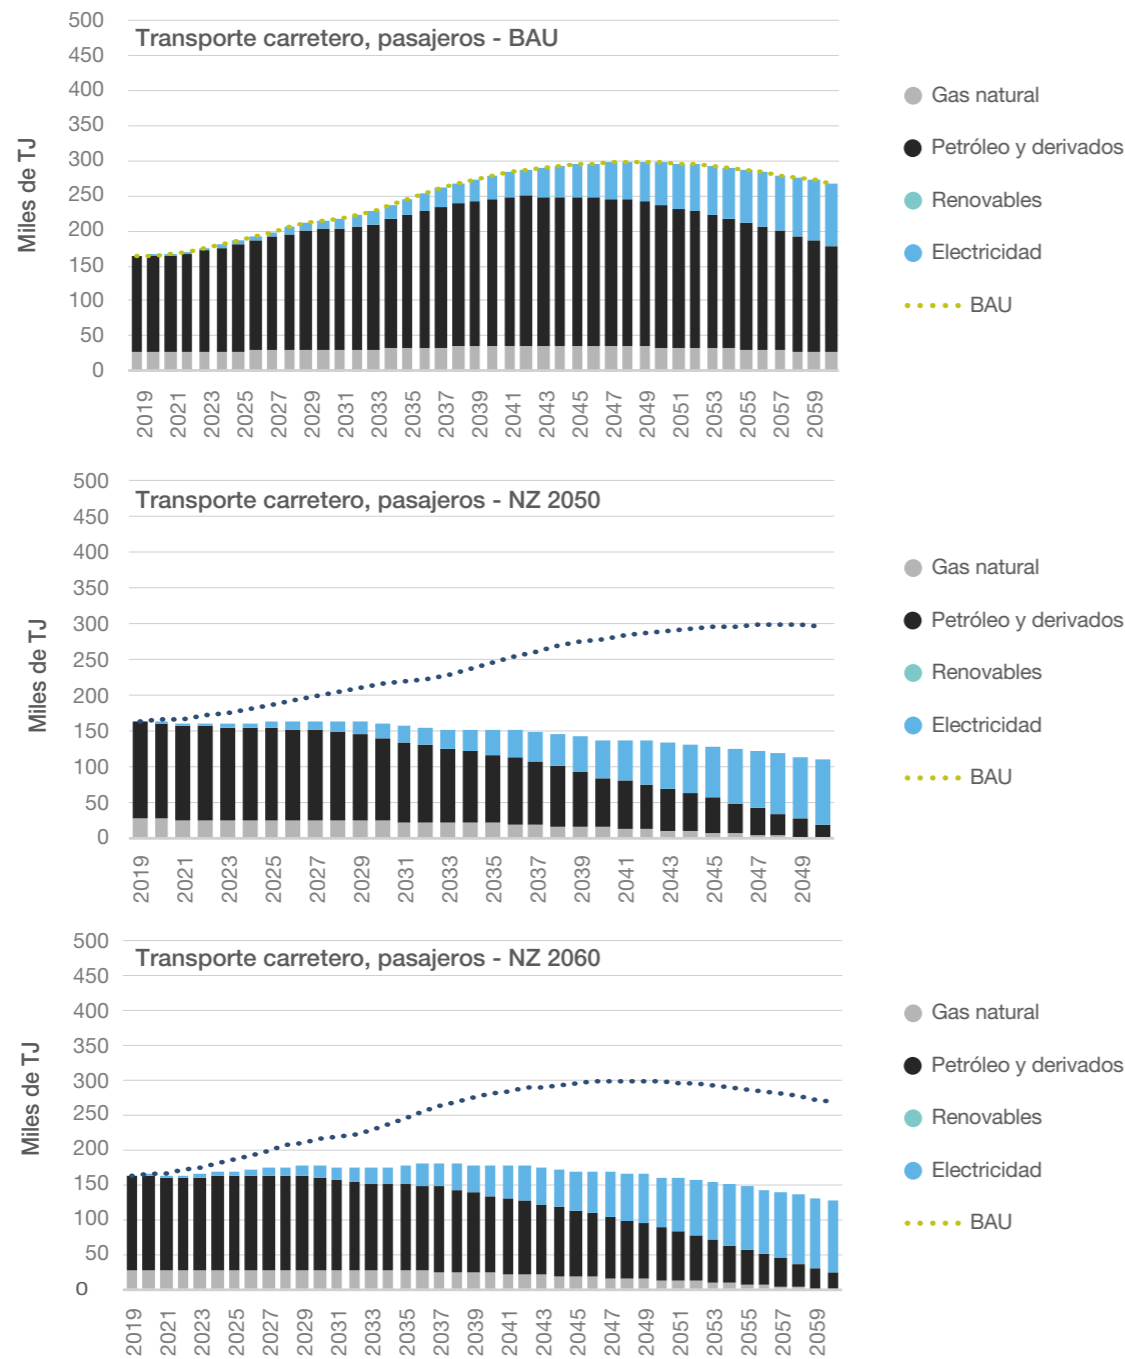 Transporte carretero, pasajeros - BAU
Miles de TJ
500
450
400
350
300
250
200
150
100
50
0
2019 2021 2023 2025 2027 2029 2031 2033 2035 2037 2039 2041 2043 2045 2047 2049 2051 2053 2055 2057 2059
Gas natural
Petróleo y derivados
Renovables
Electricidad
BAU
Transporte carretero, pasajeros - NZ 2050
Miles de TJ
500
450
400
350
300
250
200
150
100
50
0
2019 2021 2023 2025 2027 2029 2031 2033 2035 2037 2039 2041 2043 2045 2047 2049
Gas natural
Petróleo y derivados
Renovables
Electricidad
BAU
Transporte carretero, pasajeros - NZ 2060
Miles de TJ
500
450
400
350
300
250
200
150
100
50
0
2019 2021 2023 2025 2027 2029 2031 2033 2035 2037 2039 2041 2043 2045 2047 2049 2051 2053 2055 2057 2059
Gas natural
Petróleo y derivados
Renovables
Electricidad
BAU